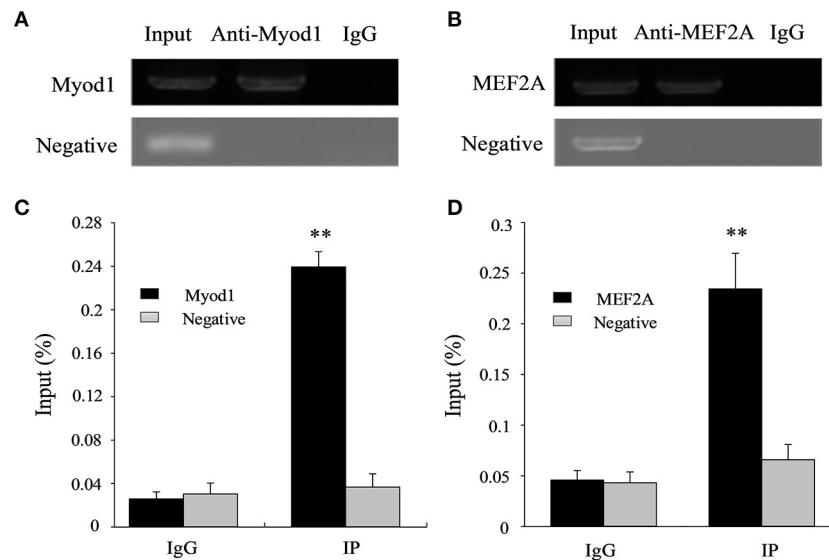 A
Input Anti-Myod1 IgG
Myod1
Negative
B
Input Anti-MEF2A IgG
MEF2A
Negative
C
0.28
0.24
0.2
0.16
0.12
0.08
0.04
0
Input (%)
**
Myod1
Negative
IgG IP
D
0.3
0.25
0.2
0.15
0.1
0.05
0
Input (%)
**
MEF2A
Negative
IgG IP